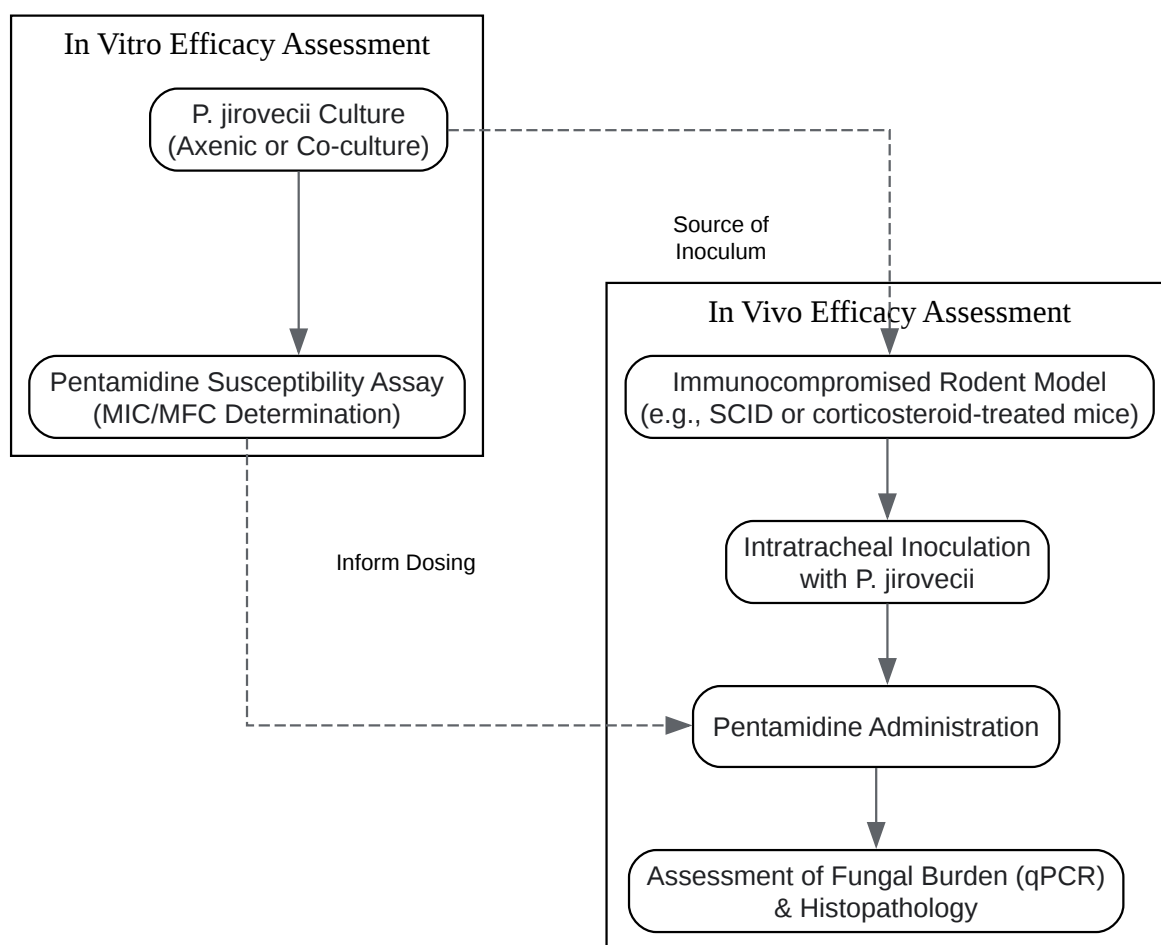 In Vitro Efficacy Assessment
P. jirovecii Culture
(Axenic or Co-culture)
Source of
Inoculum
In Vivo Efficacy Assessment
Pentamidine Susceptibility Assay
(MIC/MFC Determination)
Immunocompromised Rodent Model
(e.g., SCID or corticosteroid-treated mice)
Inform Dosing
Intratracheal Inoculation
with P. jirovecii
Pentamidine Administration
Assessment of Fungal Burden (qPCR)
& Histopathology